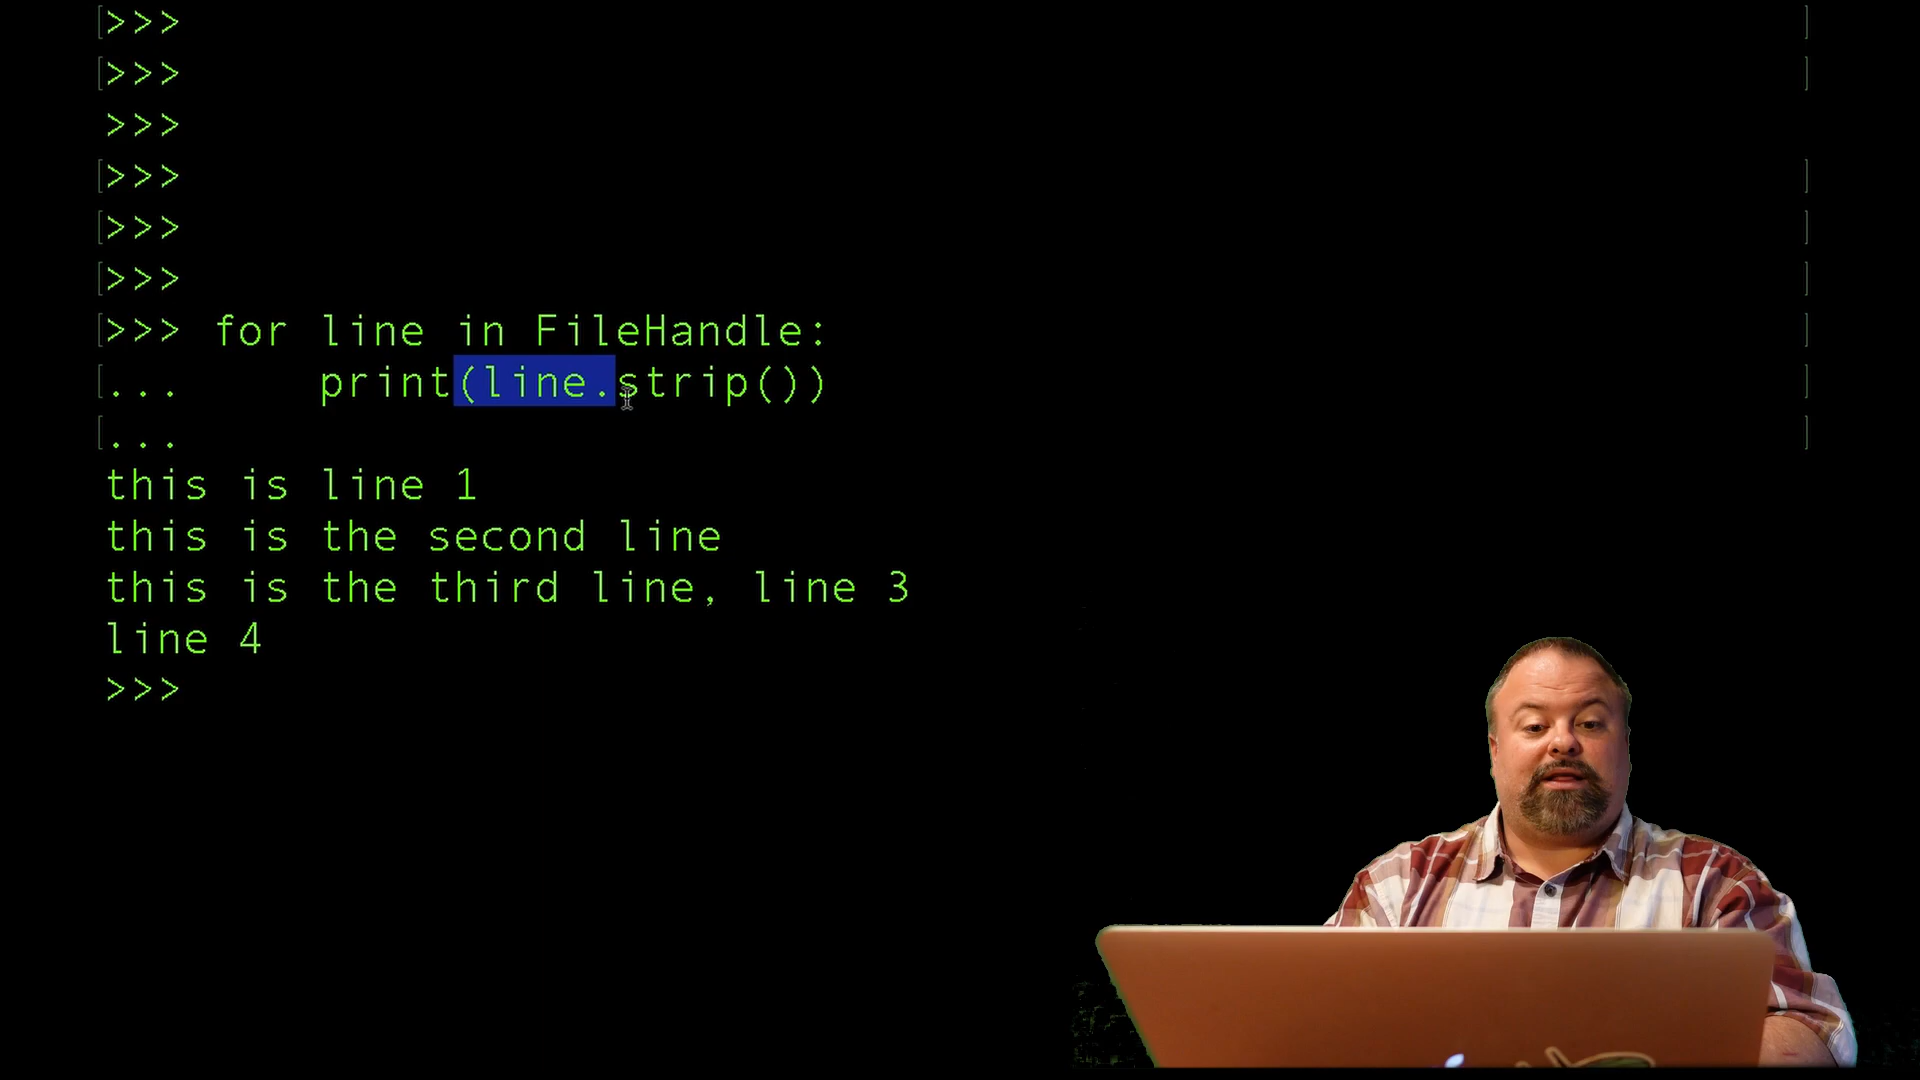 >>>
>>>
>>>
>>>
>>>
>>>
>>> for line in FileHandle:
...     print(line.strip())
...
this is line 1
this is the second line
this is the third line, line 3
line 4
>>>